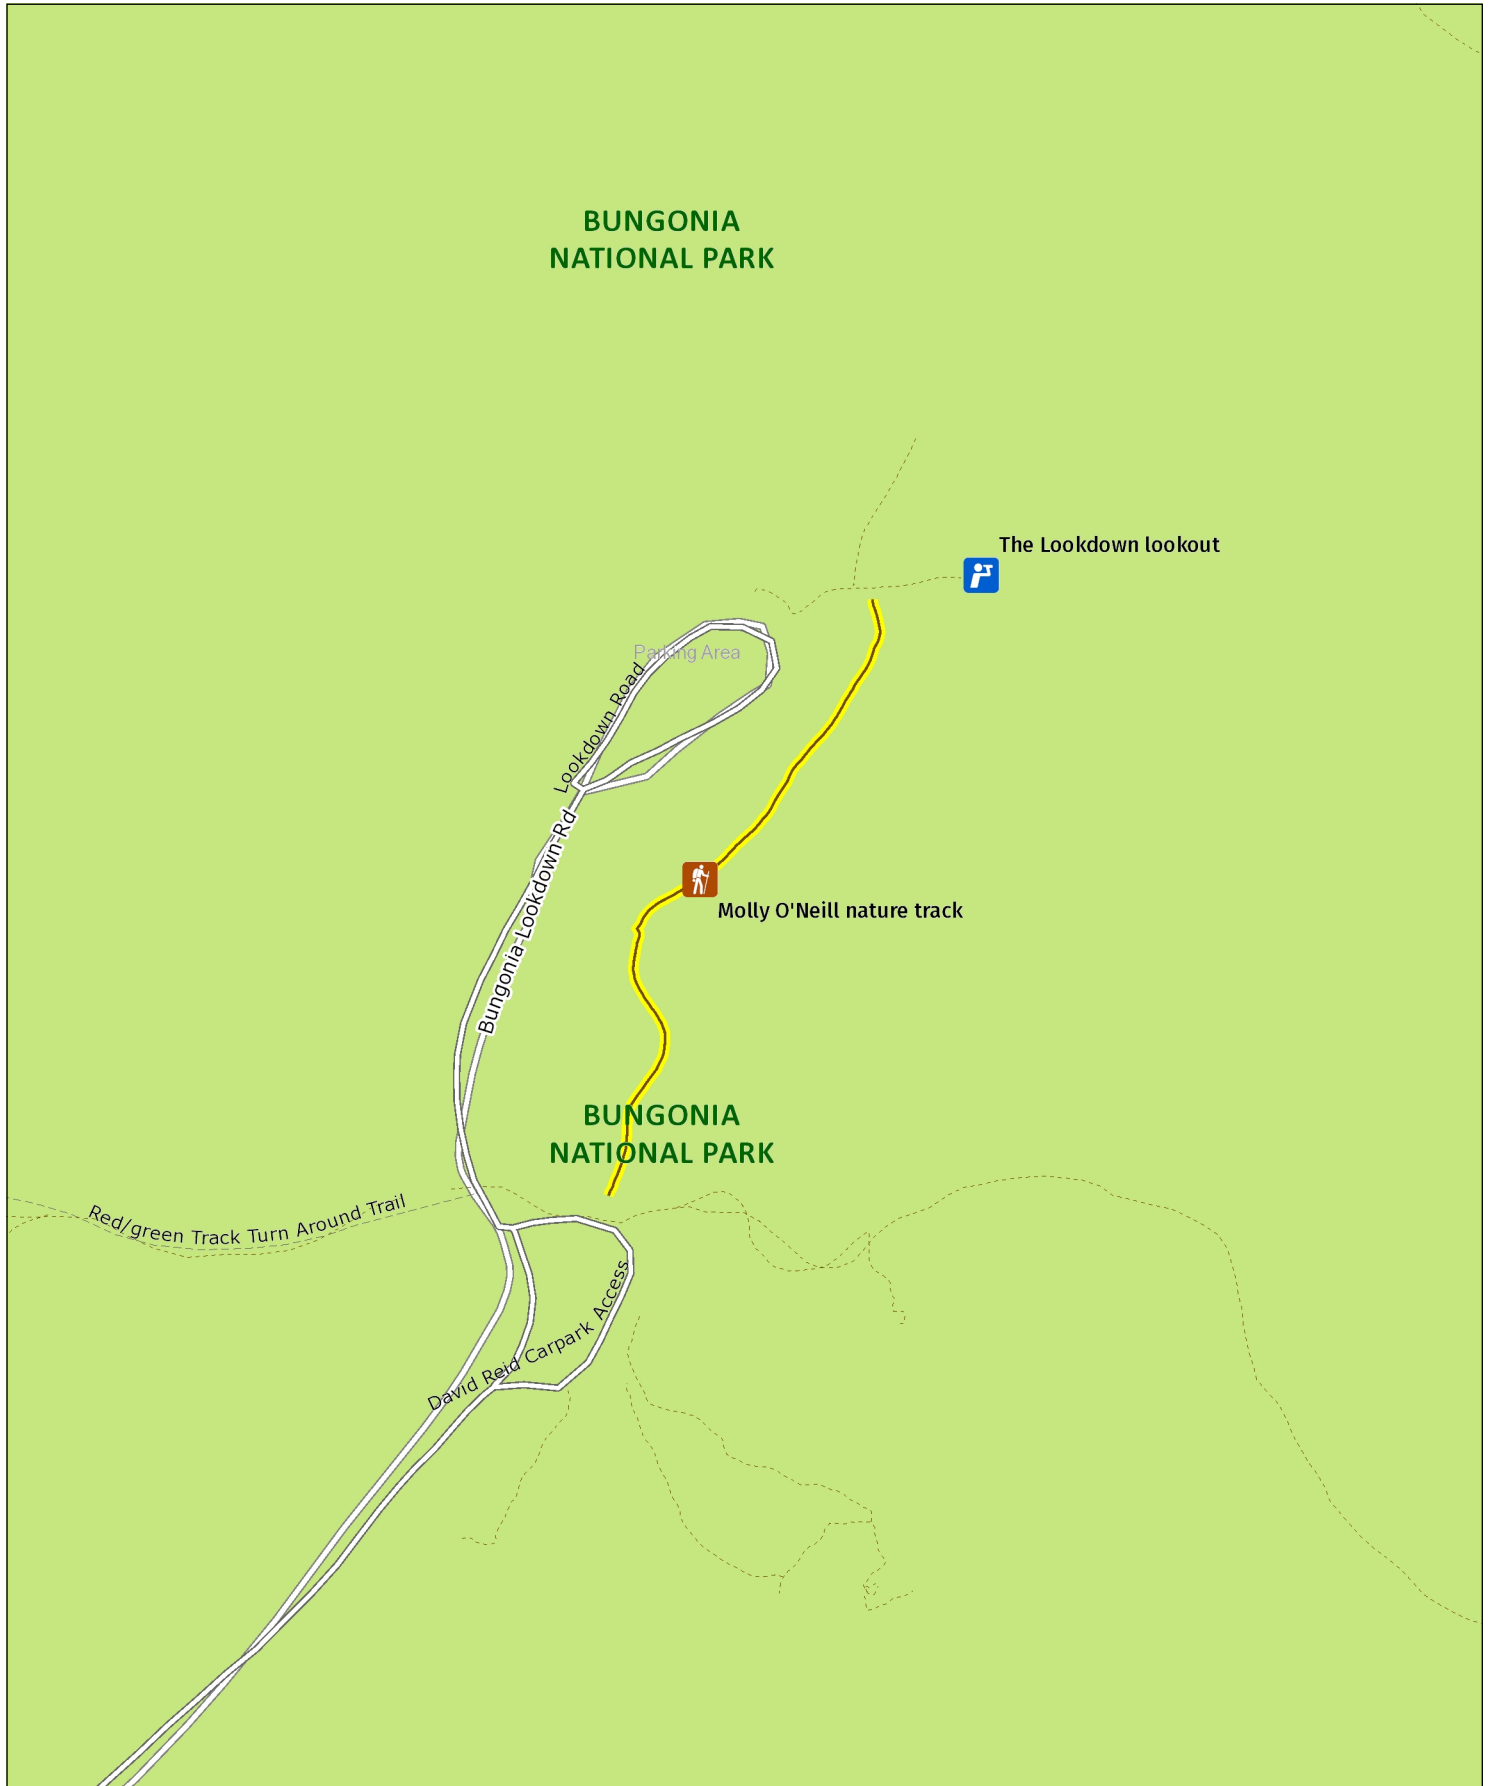 BUNGONIA
NATIONAL PARK
The Lookdown lookout
Parking Area
Lookdown Road
Bungonia-Lookdown-Rd
Molly O'Neill nature track
BUNGONIA
NATIONAL PARK
Red/green Track Turn Around Trail
David Reid Carpark Access